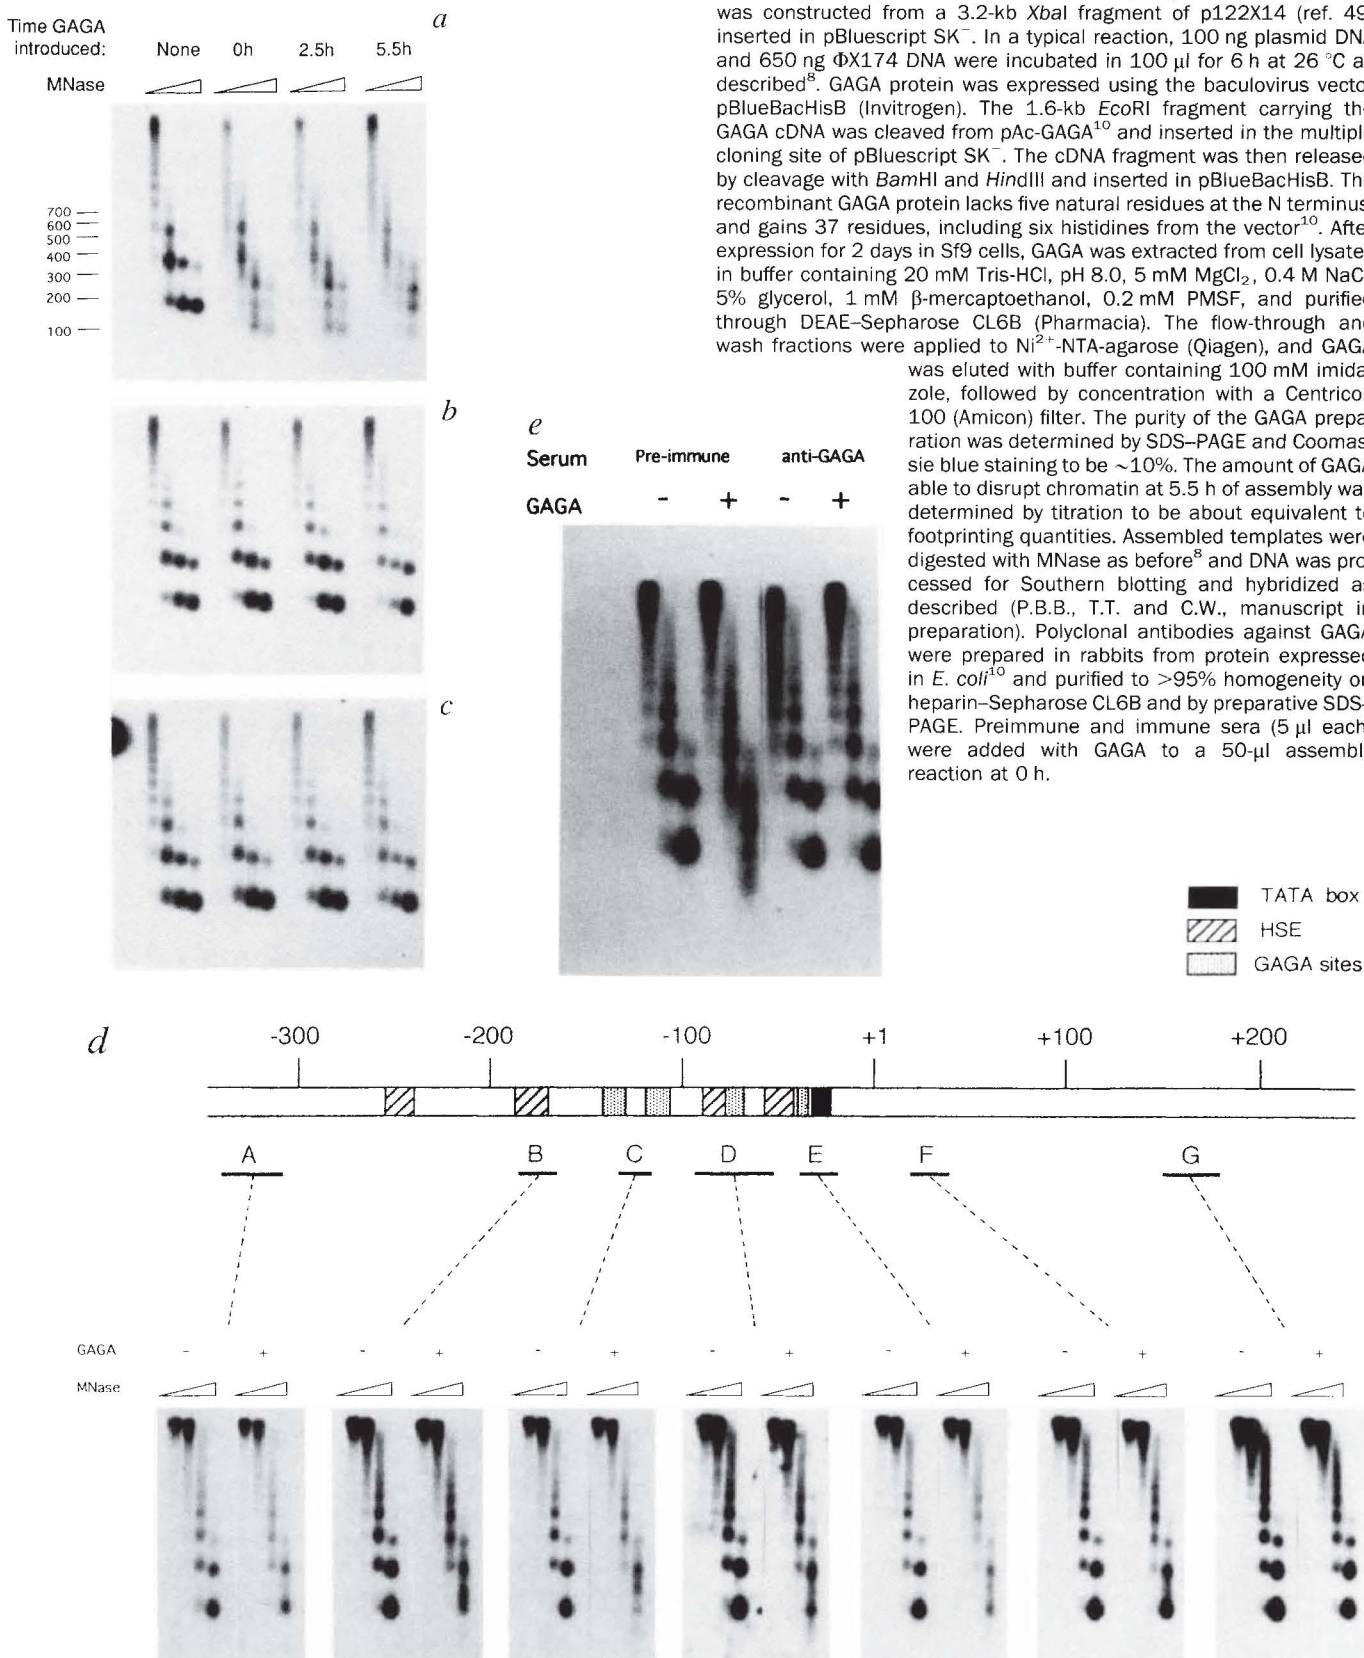 a
Time GAGA
introduced: None 0h 2.5h 5.5h
MNase
700
600
500
400
300
200
100
b
c
was constructed from a 3.2-kb XbaI fragment of p122X14 (ref. 49
inserted in pBluescript SK⁻. In a typical reaction, 100 ng plasmid DN
and 650 ng ΦX174 DNA were incubated in 100 μl for 6 h at 26 °C a
described⁸. GAGA protein was expressed using the baculovirus vecto
pBlueBacHisB (Invitrogen). The 1.6-kb EcoRI fragment carrying th
GAGA cDNA was cleaved from pAc-GAGA¹⁰ and inserted in the multipl
cloning site of pBluescript SK⁻. The cDNA fragment was then release
by cleavage with BamHI and HindIII and inserted in pBlueBacHisB. Th
recombinant GAGA protein lacks five natural residues at the N terminus
and gains 37 residues, including six histidines from the vector¹⁰. Afte
expression for 2 days in Sf9 cells, GAGA was extracted from cell lysate
in buffer containing 20 mM Tris-HCl, pH 8.0, 5 mM MgCl₂, 0.4 M NaC
5% glycerol, 1 mM β-mercaptoethanol, 0.2 mM PMSF, and purifie
through DEAE–Sepharose CL6B (Pharmacia). The flow-through an
wash fractions were applied to Ni²⁺-NTA-agarose (Qiagen), and GAG
was eluted with buffer containing 100 mM imida
zole, followed by concentration with a Centrico
100 (Amicon) filter. The purity of the GAGA prepa
ration was determined by SDS–PAGE and Coomas
sie blue staining to be ~10%. The amount of GAGA
able to disrupt chromatin at 5.5 h of assembly wa
determined by titration to be about equivalent t
footprinting quantities. Assembled templates were
digested with MNase as before⁸ and DNA was pro
cessed for Southern blotting and hybridized a
described (P.B.B., T.T. and C.W., manuscript i
preparation). Polyclonal antibodies against GAGA
were prepared in rabbits from protein expresse
in E. coli¹⁰ and purified to >95% homogeneity o
heparin–Sepharose CL6B and by preparative SDS–
PAGE. Preimmune and immune sera (5 μl each
were added with GAGA to a 50-μl assembl
reaction at 0 h.
e
Serum Pre-immune anti-GAGA
GAGA - + - +
TATA box
HSE
GAGA sites
d
-300 -200 -100 +1 +100 +200
A B C D E F G
GAGA - + - + - + - + - + - + - +
MNase